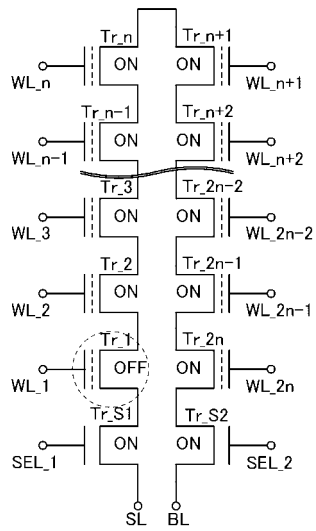 Tr_n Tr_n+1
WL_n ON ON WL_n+1
Tr_n-1 Tr_n+2
WL_n-1 ON ON WL_n+2
Tr_3 Tr_2n-2
WL_3 ON ON WL_2n-2
Tr_2 Tr_2n-1
WL_2 ON ON WL_2n-1
Tr_1 Tr_2n
WL_1 OFF ON WL_2n
Tr_S1 Tr_S2
SEL_1 ON ON SEL_2
SL BL